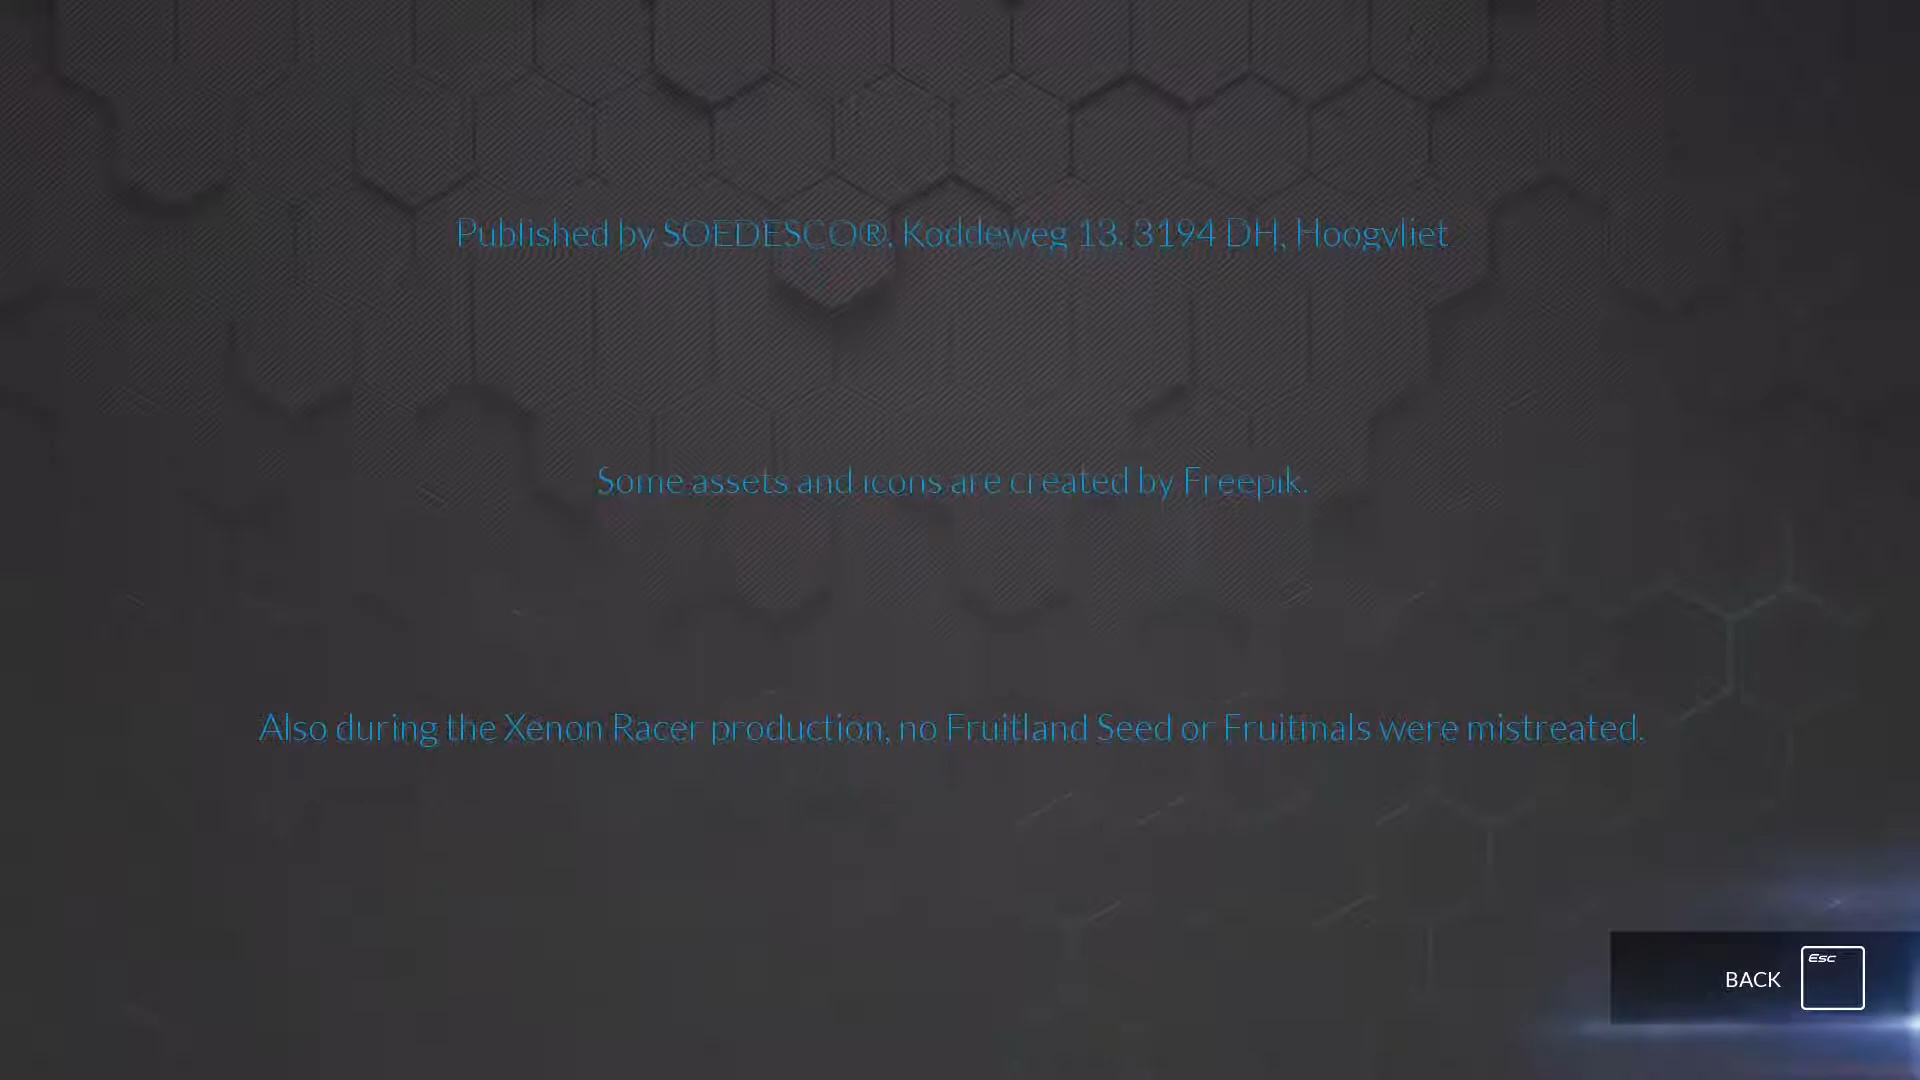 Published by SOEDESCO®, Koddeweg 13, 3194 DH, Hoogvliet
Some assets and icons are created by Freepik.
Also during the Xenon Racer production, no Fruitland Seed or Fruitmals were mistreated.
BACK Esc